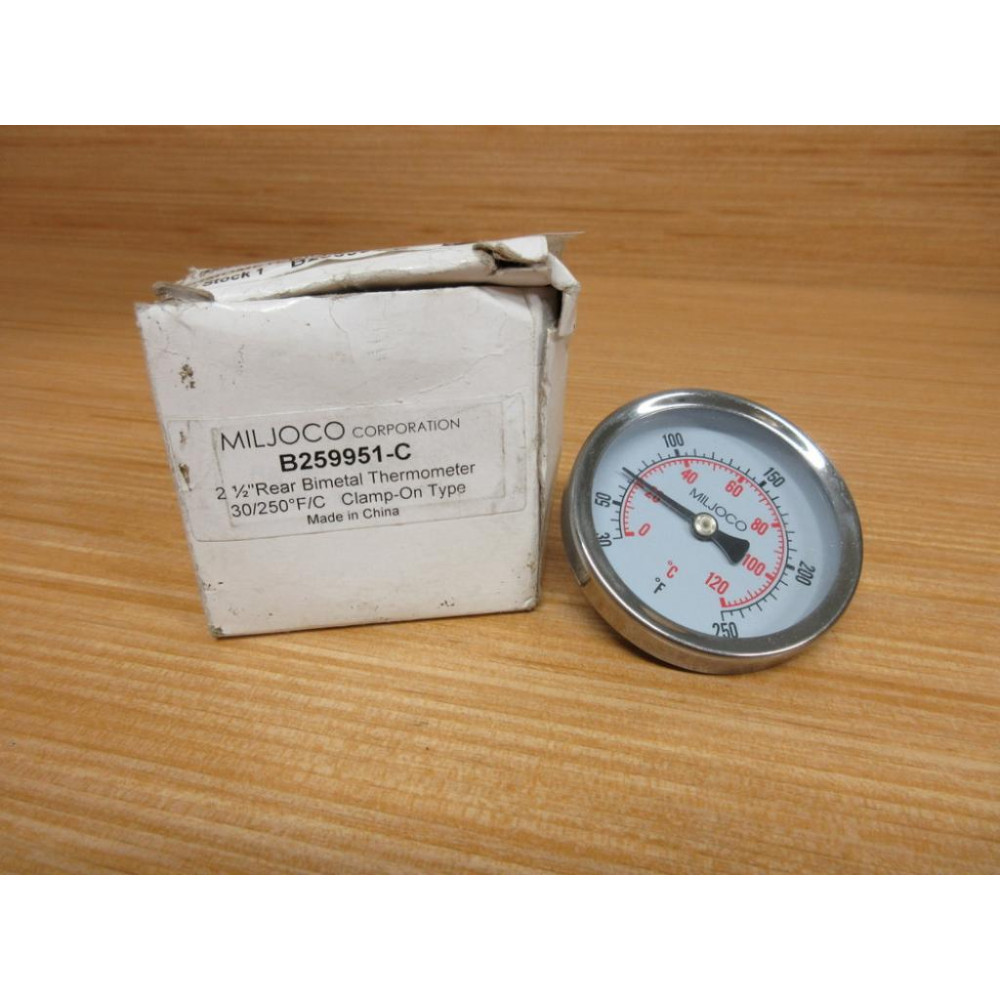 Stock 1
MILJOCO CORPORATION
B259951-C
2 ½"Rear Bimetal Thermometer
30/250°F/C Clamp-On Type
Made in China
30
50
100
150
200
250
0
20
40
60
80
100
120
MILJOCO
°C
°F